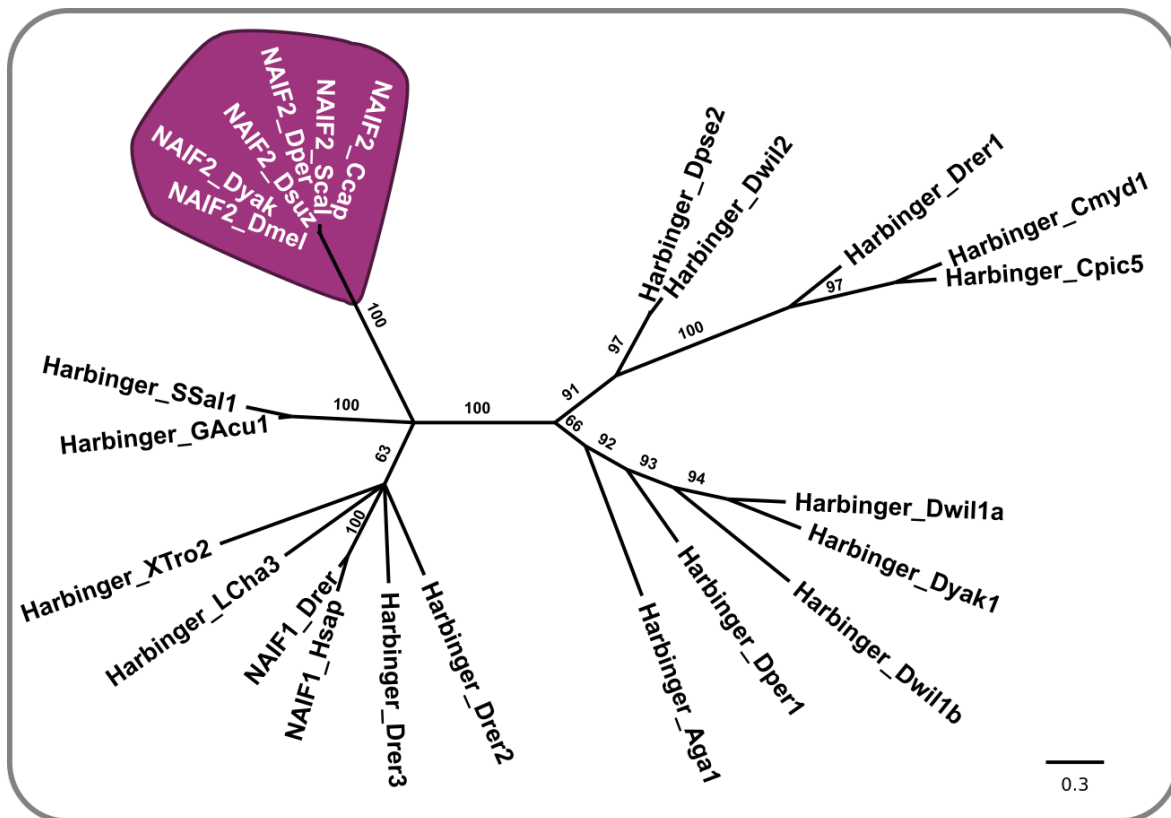 NAIF2_Dyak
NAIF2_Dmel
NAIF2_Dsuz
NAIF2_Dper
NAIF2_Scal
NAIF2_Ccap
100
Harbinger_Dpse2
Harbinger_Dwil2
97
Harbinger_Drer1
Harbinger_Cmyd1
Harbinger_Cpic5
97
100
91
Harbinger_SSal1
Harbinger_GAcu1
100
100
66
92
93
94
63
100
Harbinger_XTro2
Harbinger_LCha3
NAIF1_Drer
NAIF1_Hsap
Harbinger_Drer3
Harbinger_Drer2
Harbinger_Aga1
Harbinger_Dper1
Harbinger_Dwil1b
Harbinger_Dyak1
Harbinger_Dwil1a
0.3